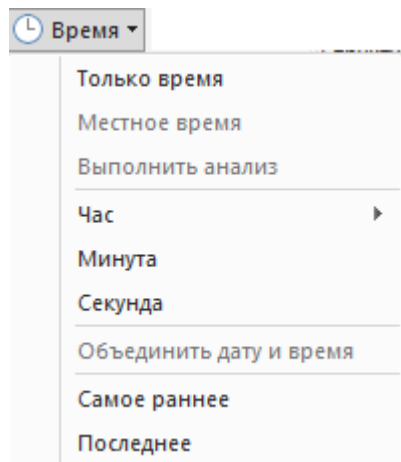 Время
Только время
Местное время
Выполнить анализ
Час
Минута
Секунда
Объединить дату и время
Самое раннее
Последнее